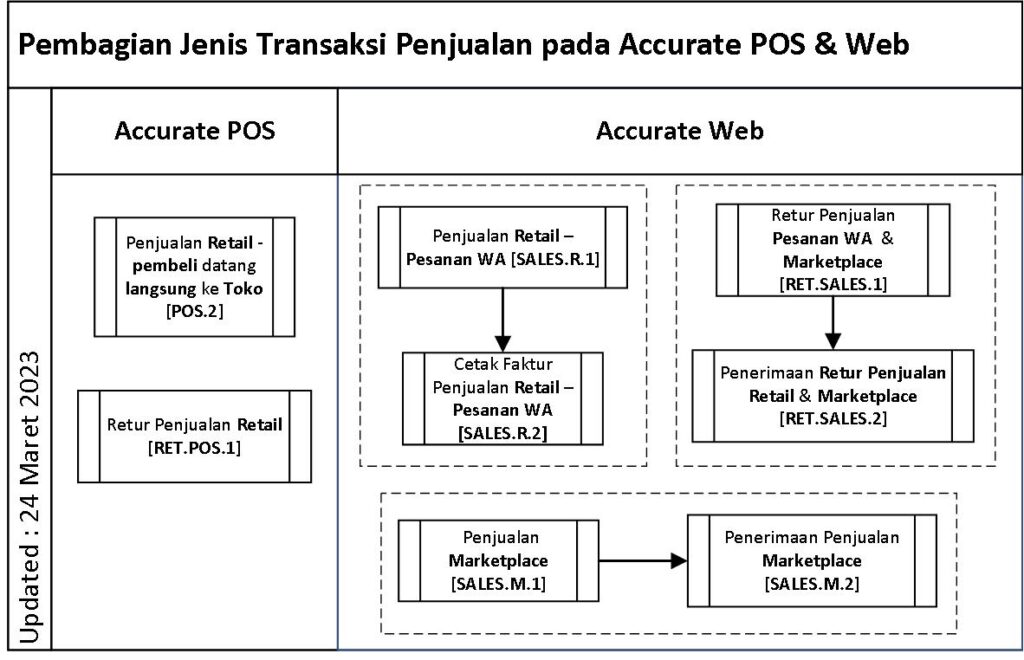 Pembagian Jenis Transaksi Penjualan pada Accurate POS & Web
Updated : 24 Maret 2023
Accurate POS
Penjualan Retail -
pembeli datang
langsung ke Toko
[POS.2]
Retur Penjualan Retail
[RET.POS.1]
Accurate Web
Penjualan Retail –
Pesanan WA [SALES.R.1]
Cetak Faktur
Penjualan Retail –
Pesanan WA
[SALES.R.2]
Retur Penjualan
Pesanan WA &
Marketplace
[RET.SALES.1]
Penerimaan Retur Penjualan
Retail & Marketplace
[RET.SALES.2]
Penjualan
Marketplace
[SALES.M.1]
Penerimaan Penjualan
Marketplace
[SALES.M.2]